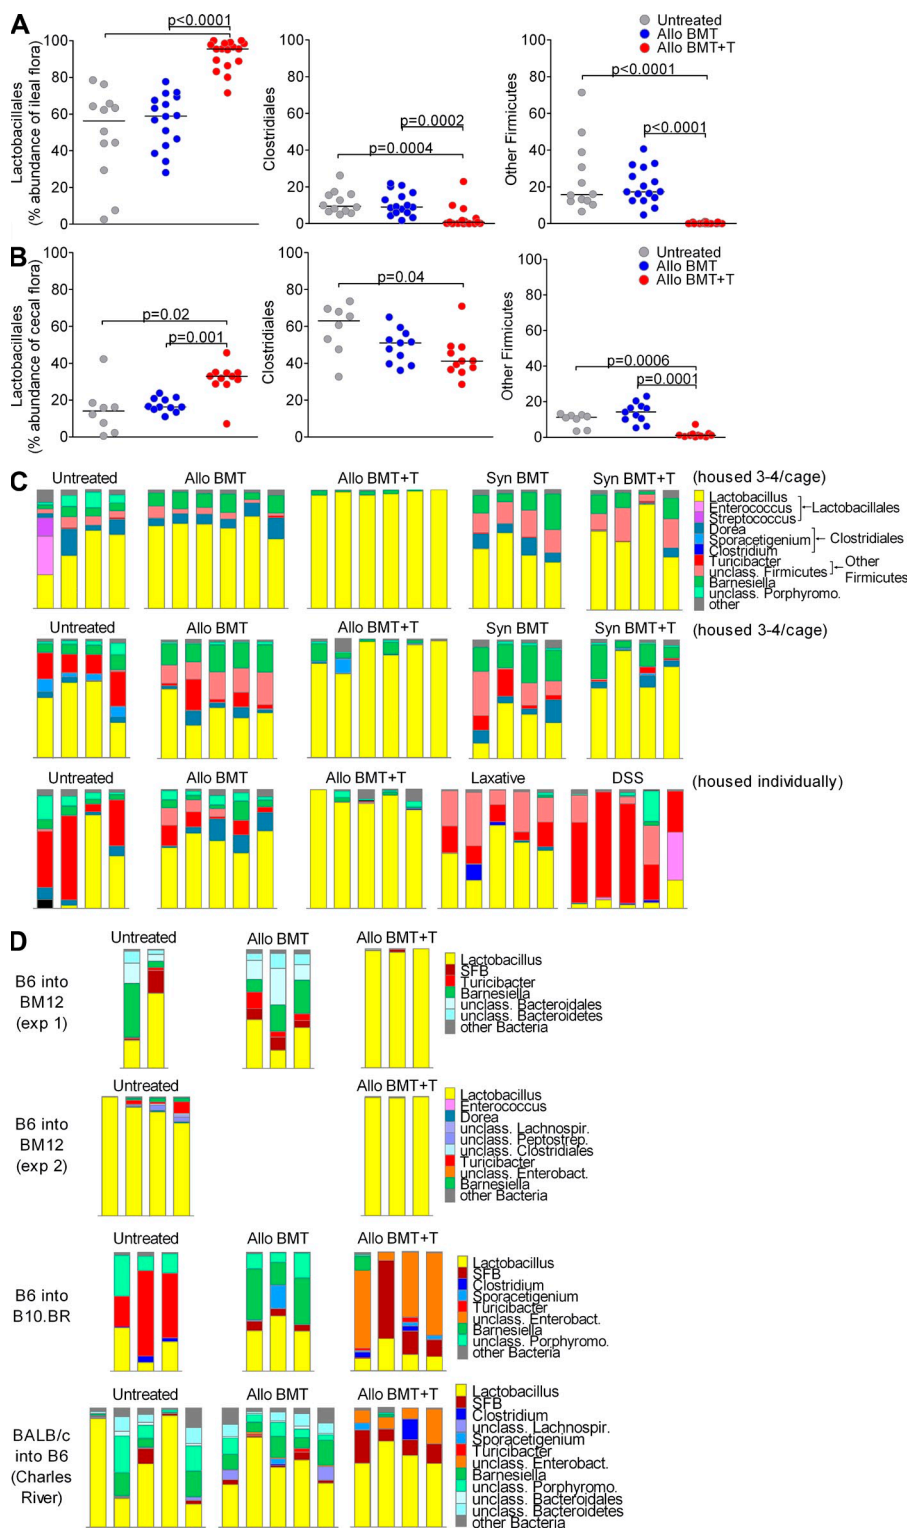 A
Untreated
Allo BMT
Allo BMT+T
p<0.0001
p<0.0001
p=0.0002
p<0.0001
p=0.0004
Lactobacillales
(% abundance of ileal flora)
100
80
60
40
20
0
Clostridiales
100
80
60
40
20
0
Other Firmicutes
100
80
60
40
20
0
B
Untreated
Allo BMT
Allo BMT+T
p=0.02
p=0.001
p=0.04
p=0.0006
p=0.0001
Lactobacillales
(% abundance of cecal flora)
100
80
60
40
20
0
Clostridiales
100
80
60
40
20
0
Other Firmicutes
100
80
60
40
20
0
C
Untreated Allo BMT Allo BMT+T Syn BMT Syn BMT+T (housed 3-4/cage)
Lactobacillus
Enterococcus
Streptococcus
Dorea
Sporacetigenium
Clostridium
Turicibacter
unclass. Firmicutes
Barnesiella
unclass. Porphyromo.
other
←Lactobacillales
← Clostridiales
← Other
Firmicutes
Untreated Allo BMT Allo BMT+T Syn BMT Syn BMT+T (housed 3-4/cage)
Untreated Allo BMT Allo BMT+T Laxative DSS (housed individually)
D
Untreated Allo BMT Allo BMT+T
B6 into
BM12
(exp 1)
Lactobacillus
SFB
Turicibacter
Barnesiella
unclass. Bacteroidales
unclass. Bacteroidetes
other Bacteria
Untreated Allo BMT+T
B6 into
BM12
(exp 2)
Lactobacillus
Enterococcus
Dorea
unclass. Lachnospir.
unclass. Peptostrep.
unclass. Clostridiales
Turicibacter
unclass. Enterobact.
Barnesiella
other Bacteria
Untreated Allo BMT Allo BMT+T
B6 into
B10.BR
Lactobacillus
SFB
Clostridium
Sporacetigenium
Turicibacter
unclass. Enterobact.
Barnesiella
unclass. Porphyromo.
other Bacteria
Untreated Allo BMT Allo BMT+T
BALB/c
into B6
(Charles
River)
Lactobacillus
SFB
Clostridium
unclass. Lachnospir.
Sporacetigenium
Turicibacter
unclass. Enterobact.
Barnesiella
unclass. Porphyromo.
unclass. Bacteroidales
unclass. Bacteroidetes
other Bacteria